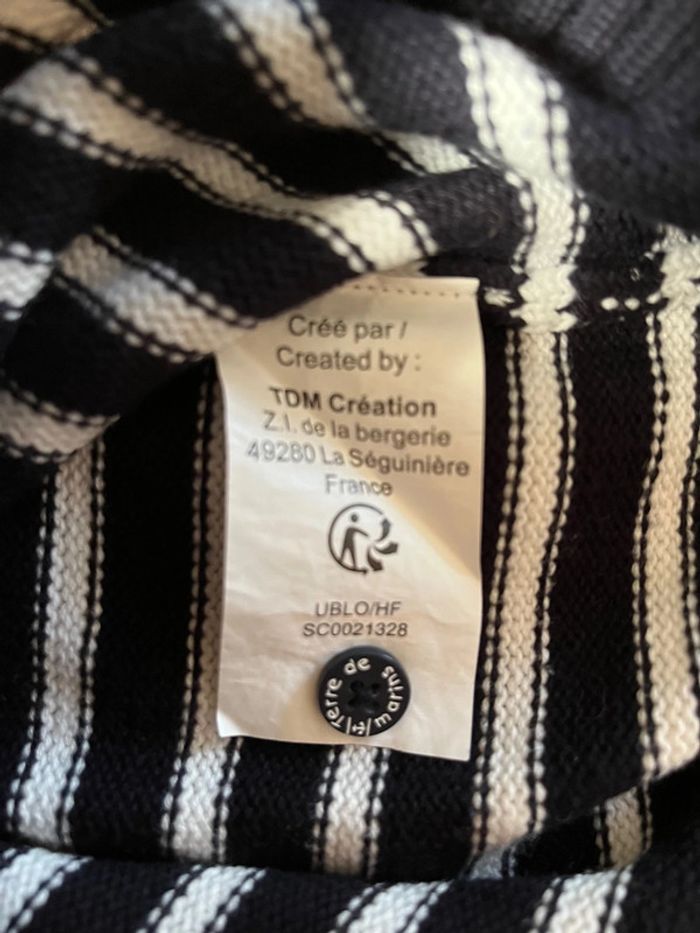 Créé par /
Created by :
TDM Création
Z.I. de la bergerie
49280 La Séguinière
France
UBLO/HF
SC0021328
Terre de marins